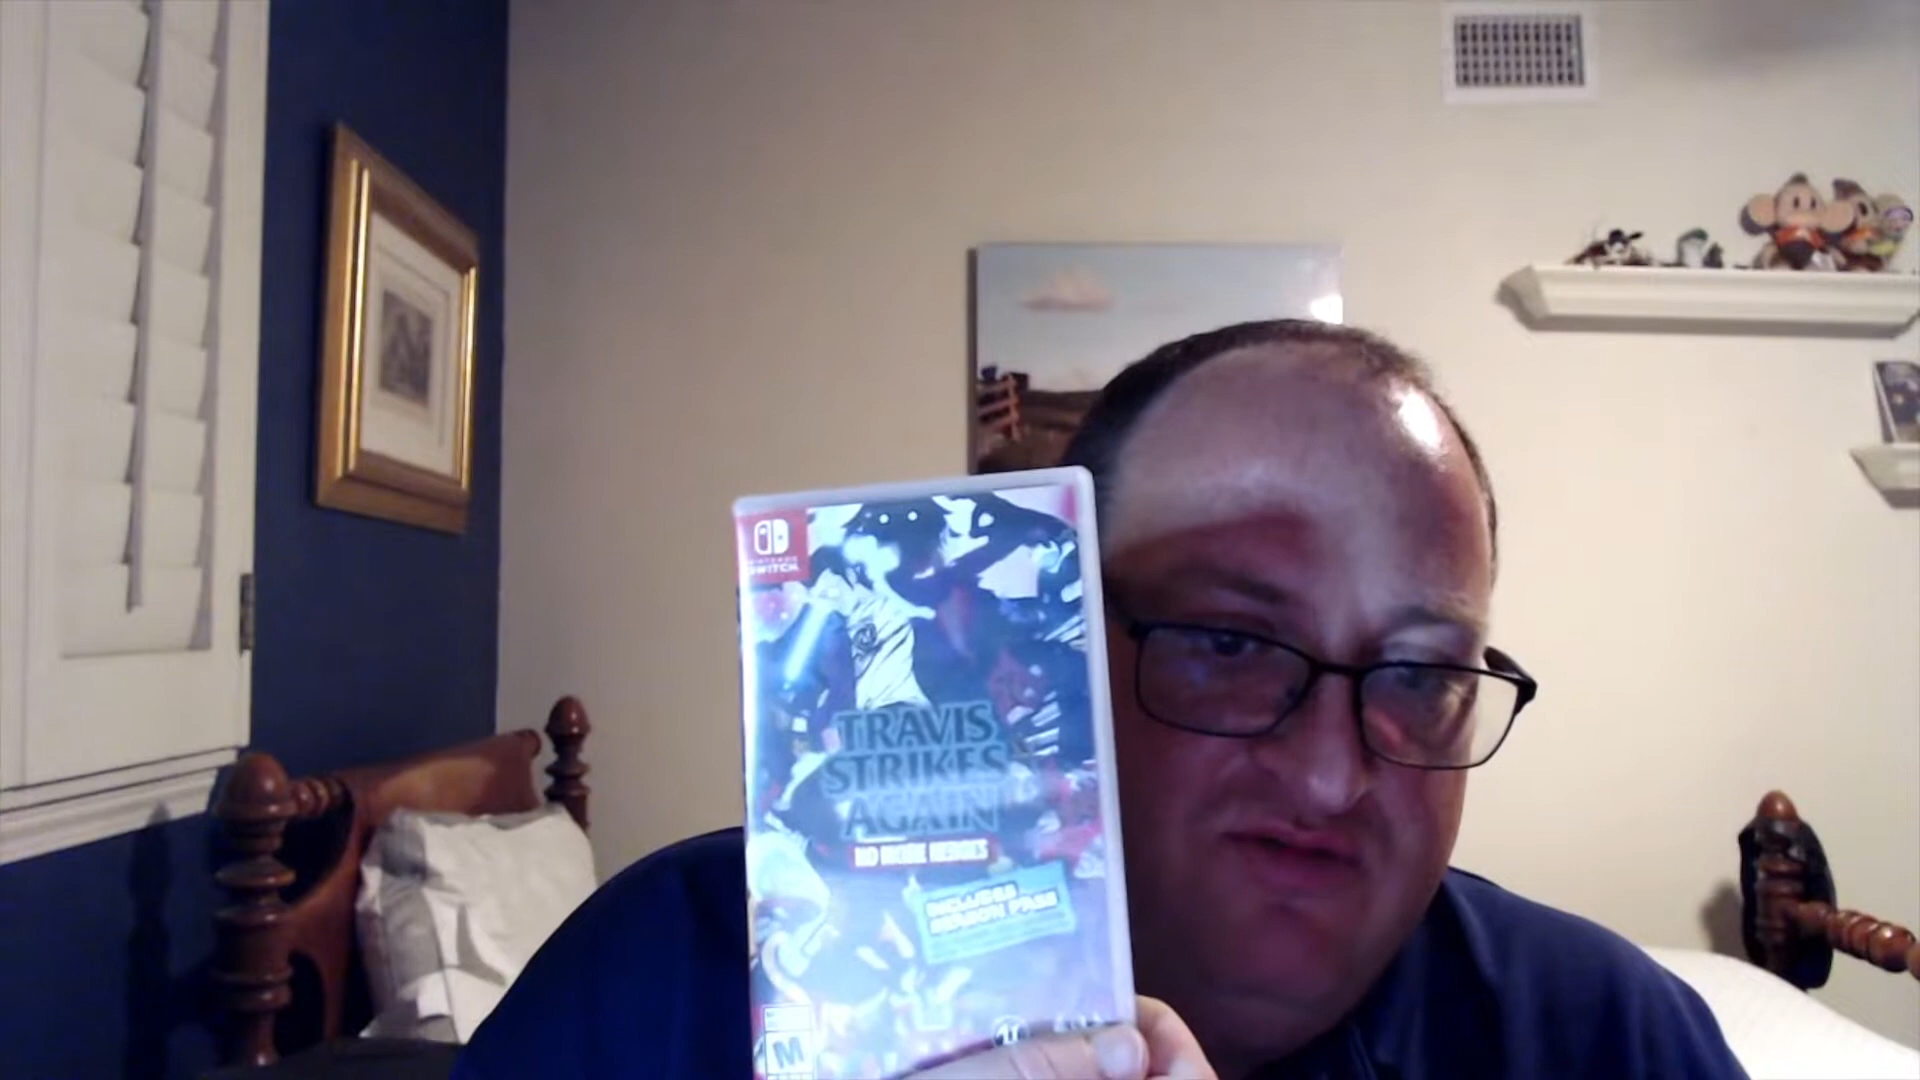 NINTENDO
SWITCH
TRAVIS
STRIKES
AGAIN
NO MORE HEROES
INCLUDES
SEASON PASS
M